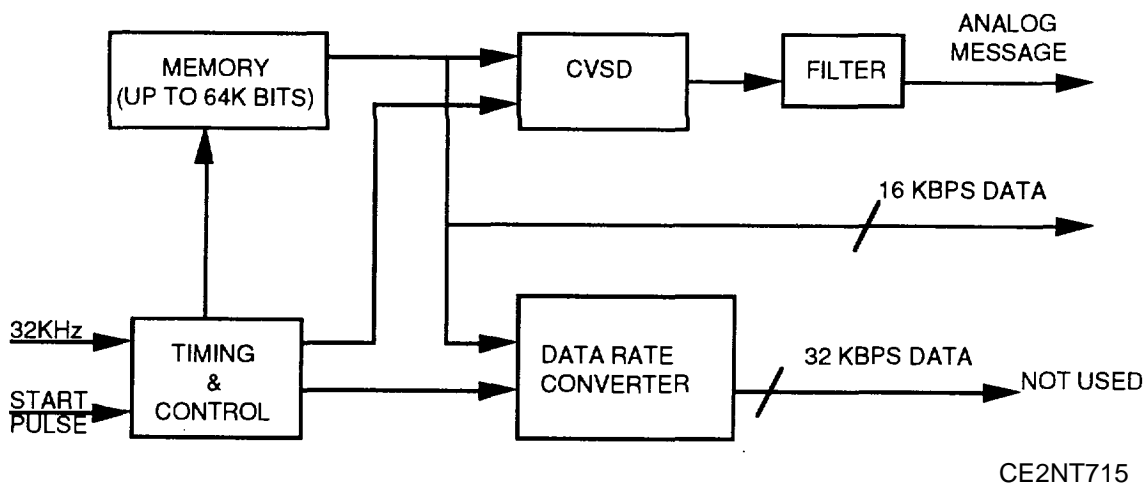 ANALOG
MESSAGE
MEMORY
(UP TO 64K BITS)
CVSD
FILTER
16 KBPS DATA
32KHz
START
PULSE
TIMING
&
CONTROL
DATA RATE
CONVERTER
32 KBPS DATA
NOT USED
CE2NT715